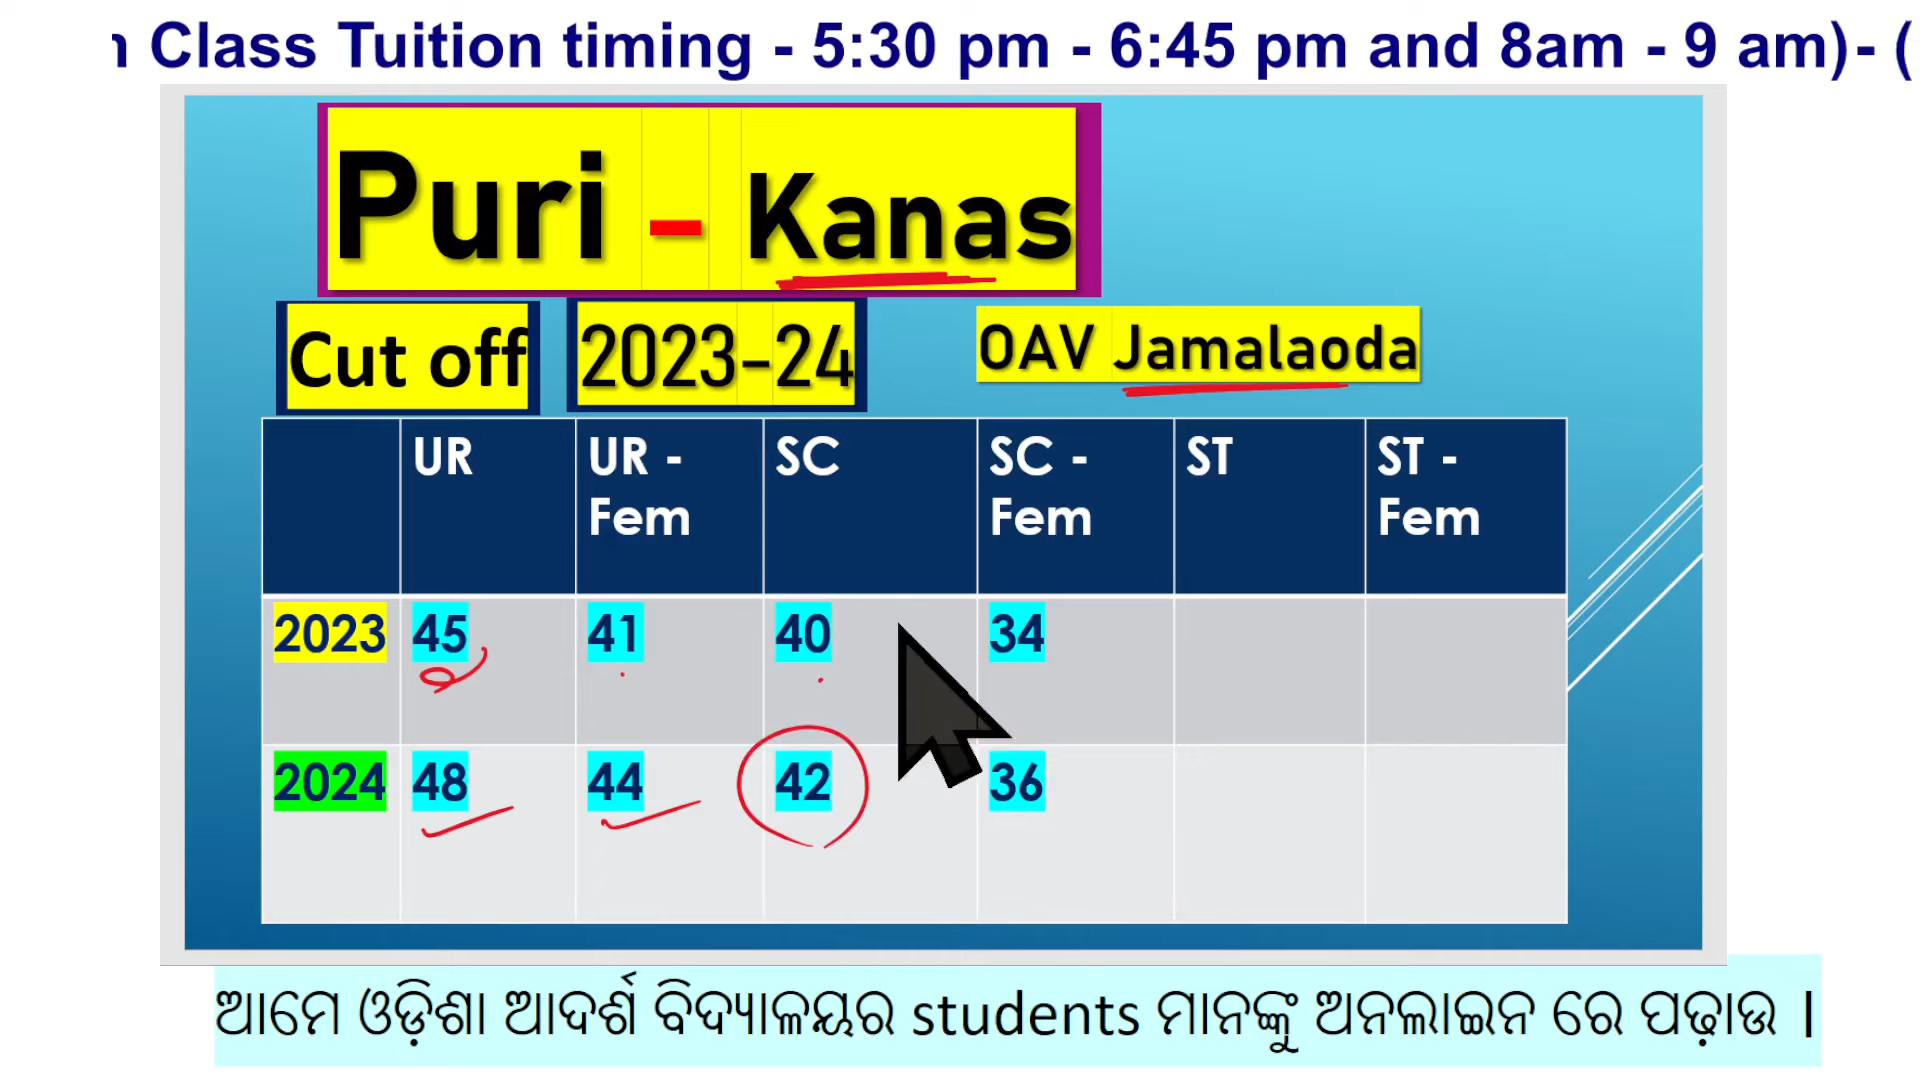 Class Tuition timing - 5:30 pm - 6:45 pm and 8am - 9 am)- (
Puri - Kanas
Cut off 2023-24 OAV Jamalaoda
UR UR - Fem SC SC - Fem ST ST - Fem
2023 45 41 40 34
2024 48 44 42 36
ଆମେ ଓଡ଼ିଶା ଆଦର୍ଶ ବିଦ୍ୟାଳୟର students ମାନଙ୍କୁ ଅନଲାଇନ ରେ ପଢ଼ାଉ ।